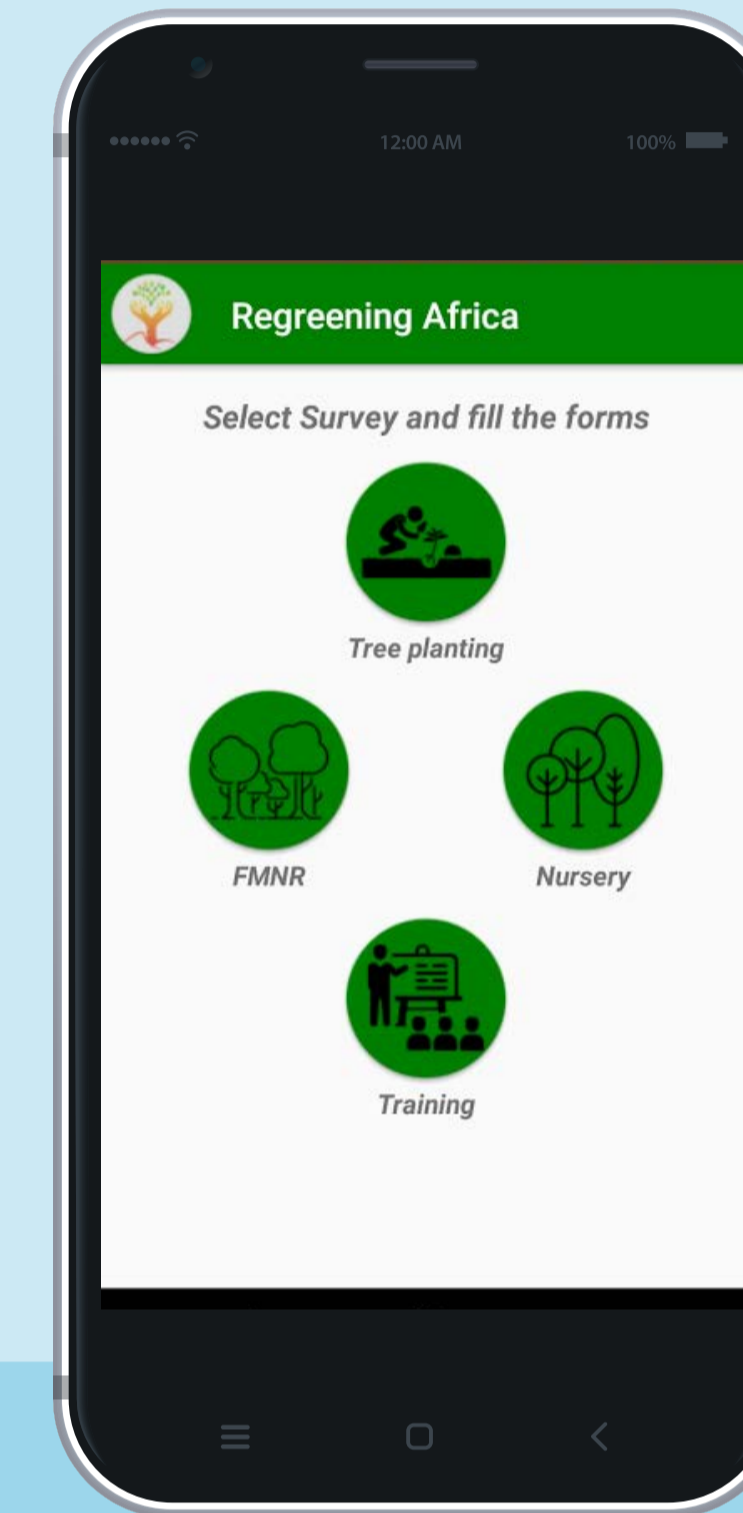 12:00 AM 100%
Regreening Africa
Select Survey and fill the forms
Tree planting
FMNR Nursery
Training